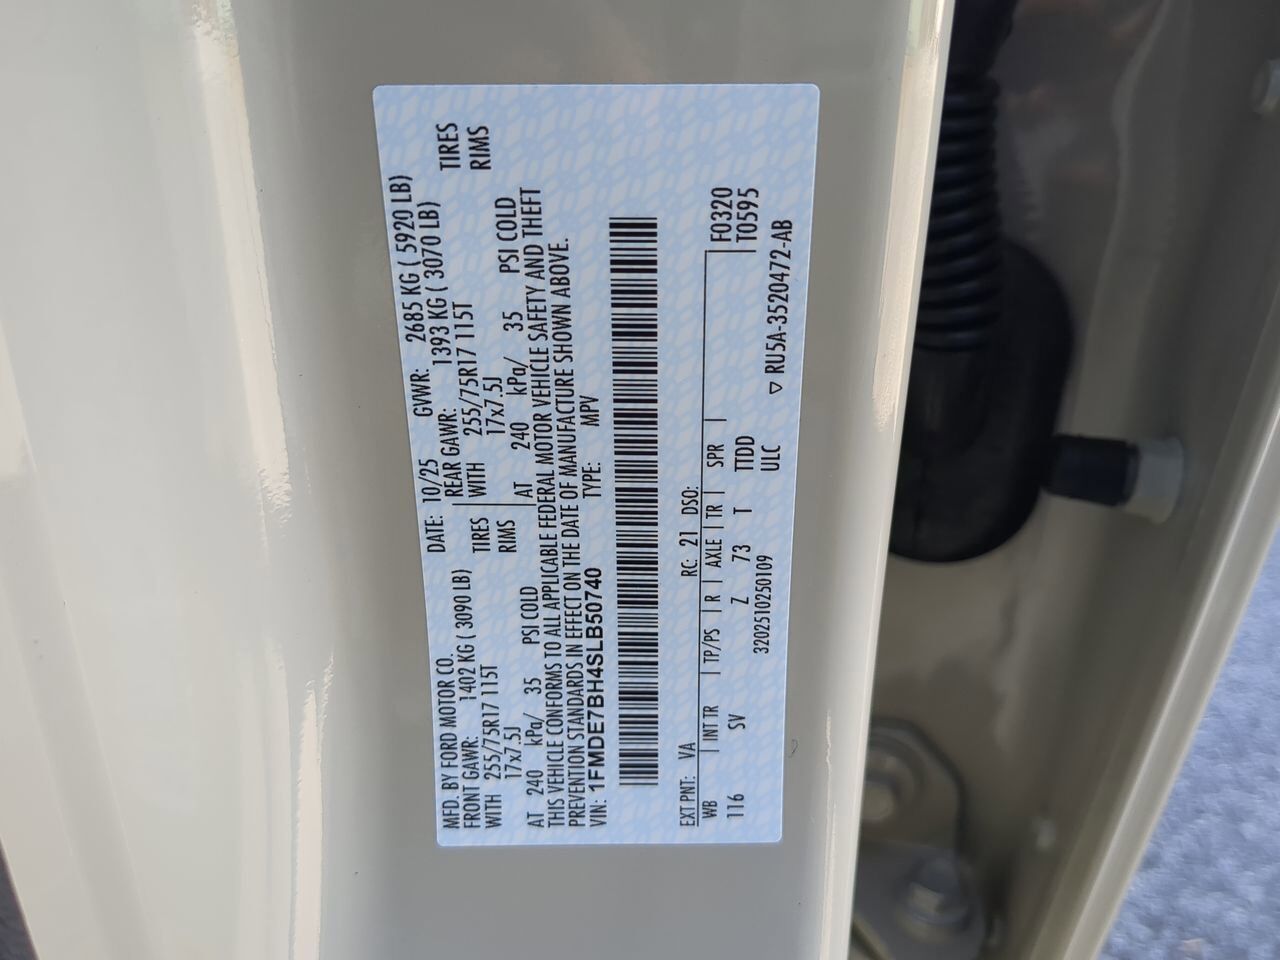 MFD. BY FORD MOTOR CO. DATE: 10/25 GVWR: 2685 KG ( 5920 LB)
FRONT GAWR: 1402 KG ( 3090 LB) REAR GAWR: 1393 KG ( 3070 LB)
WITH 255/75R17 115T TIRES WITH 255/75R17 115T TIRES
17x7.5J RIMS 17x7.5J RIMS
AT 240 kPa/ 35 PSI COLD AT 240 kPa/ 35 PSI COLD
THIS VEHICLE CONFORMS TO ALL APPLICABLE FEDERAL MOTOR VEHICLE SAFETY AND THEFT
PREVENTION STANDARDS IN EFFECT ON THE DATE OF MANUFACTURE SHOWN ABOVE.
VIN: 1FMDE7BH4SLB50740 TYPE: MPV
EXT PNT: VA RC: 21 DSO:
WB INT TR TP/PS R AXLE TR SPR F0320
116 SV Z 73 T TTDD T0595
3202510250109 ULC
▽ RU5A-3520472-AB